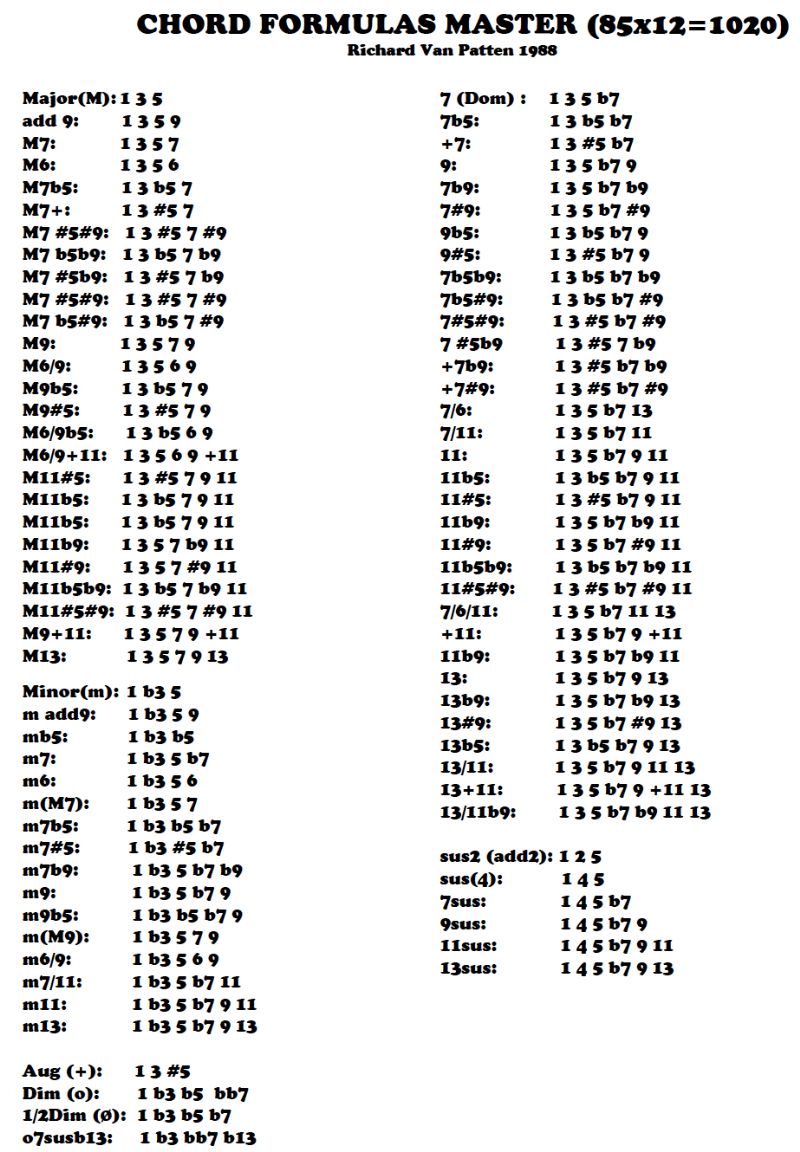 CHORD FORMULAS MASTER (85x12=1020)
Richard Van Patten 1988
Major(M): 1 3 5
add 9: 1 3 5 9
M7: 1 3 5 7
M6: 1 3 5 6
M7b5: 1 3 b5 7
M7+: 1 3 #5 7
M7 #5#9: 1 3 #5 7 #9
M7 b5b9: 1 3 b5 7 b9
M7 #5b9: 1 3 #5 7 b9
M7 #5#9: 1 3 #5 7 #9
M7 b5#9: 1 3 b5 7 #9
M9: 1 3 5 7 9
M6/9: 1 3 5 6 9
M9b5: 1 3 b5 7 9
M9#5: 1 3 #5 7 9
M6/9b5: 1 3 b5 6 9
M6/9+11: 1 3 5 6 9 +11
M11#5: 1 3 #5 7 9 11
M11b5: 1 3 b5 7 9 11
M11b5: 1 3 b5 7 9 11
M11b9: 1 3 5 7 b9 11
M11#9: 1 3 5 7 #9 11
M11b5b9: 1 3 b5 7 b9 11
M11#5#9: 1 3 #5 7 #9 11
M9+11: 1 3 5 7 9 +11
M13: 1 3 5 7 9 13
Minor(m): 1 b3 5
m add9: 1 b3 5 9
mb5: 1 b3 b5
m7: 1 b3 5 b7
m6: 1 b3 5 6
m(M7): 1 b3 5 7
m7b5: 1 b3 b5 b7
m7#5: 1 b3 #5 b7
m7b9: 1 b3 5 b7 b9
m9: 1 b3 5 b7 9
m9b5: 1 b3 b5 b7 9
m(M9): 1 b3 5 7 9
m6/9: 1 b3 5 6 9
m7/11: 1 b3 5 b7 11
m11: 1 b3 5 b7 9 11
m13: 1 b3 5 b7 9 13
Aug (+): 1 3 #5
Dim (o): 1 b3 b5 bb7
1/2Dim (ø): 1 b3 b5 b7
o7susb13: 1 b3 bb7 b13
7 (Dom) : 1 3 5 b7
7b5: 1 3 b5 b7
+7: 1 3 #5 b7
9: 1 3 5 b7 9
7b9: 1 3 5 b7 b9
7#9: 1 3 5 b7 #9
9b5: 1 3 b5 b7 9
9#5: 1 3 #5 b7 9
7b5b9: 1 3 b5 b7 b9
7b5#9: 1 3 b5 b7 #9
7#5#9: 1 3 #5 b7 #9
7 #5b9 1 3 #5 7 b9
+7b9: 1 3 #5 b7 b9
+7#9: 1 3 #5 b7 #9
7/6: 1 3 5 b7 13
7/11: 1 3 5 b7 11
11: 1 3 5 b7 9 11
11b5: 1 3 b5 b7 9 11
11#5: 1 3 #5 b7 9 11
11b9: 1 3 5 b7 b9 11
11#9: 1 3 5 b7 #9 11
11b5b9: 1 3 b5 b7 b9 11
11#5#9: 1 3 #5 b7 #9 11
7/6/11: 1 3 5 b7 11 13
+11: 1 3 5 b7 9 +11
11b9: 1 3 5 b7 b9 11
13: 1 3 5 b7 9 13
13b9: 1 3 5 b7 b9 13
13#9: 1 3 5 b7 #9 13
13b5: 1 3 b5 b7 9 13
13/11: 1 3 5 b7 9 11 13
13+11: 1 3 5 b7 9 +11 13
13/11b9: 1 3 5 b7 b9 11 13
sus2 (add2): 1 2 5
sus(4): 1 4 5
7sus: 1 4 5 b7
9sus: 1 4 5 b7 9
11sus: 1 4 5 b7 9 11
13sus: 1 4 5 b7 9 13